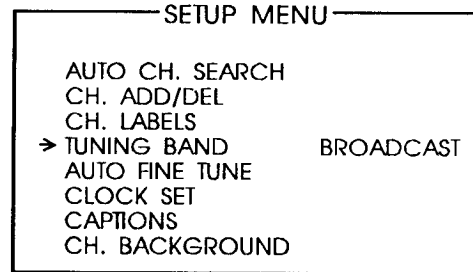 SETUP MENU
AUTO CH. SEARCH
CH. ADD/DEL
CH. LABELS
→ TUNING BAND BROADCAST
AUTO FINE TUNE
CLOCK SET
CAPTIONS
CH. BACKGROUND